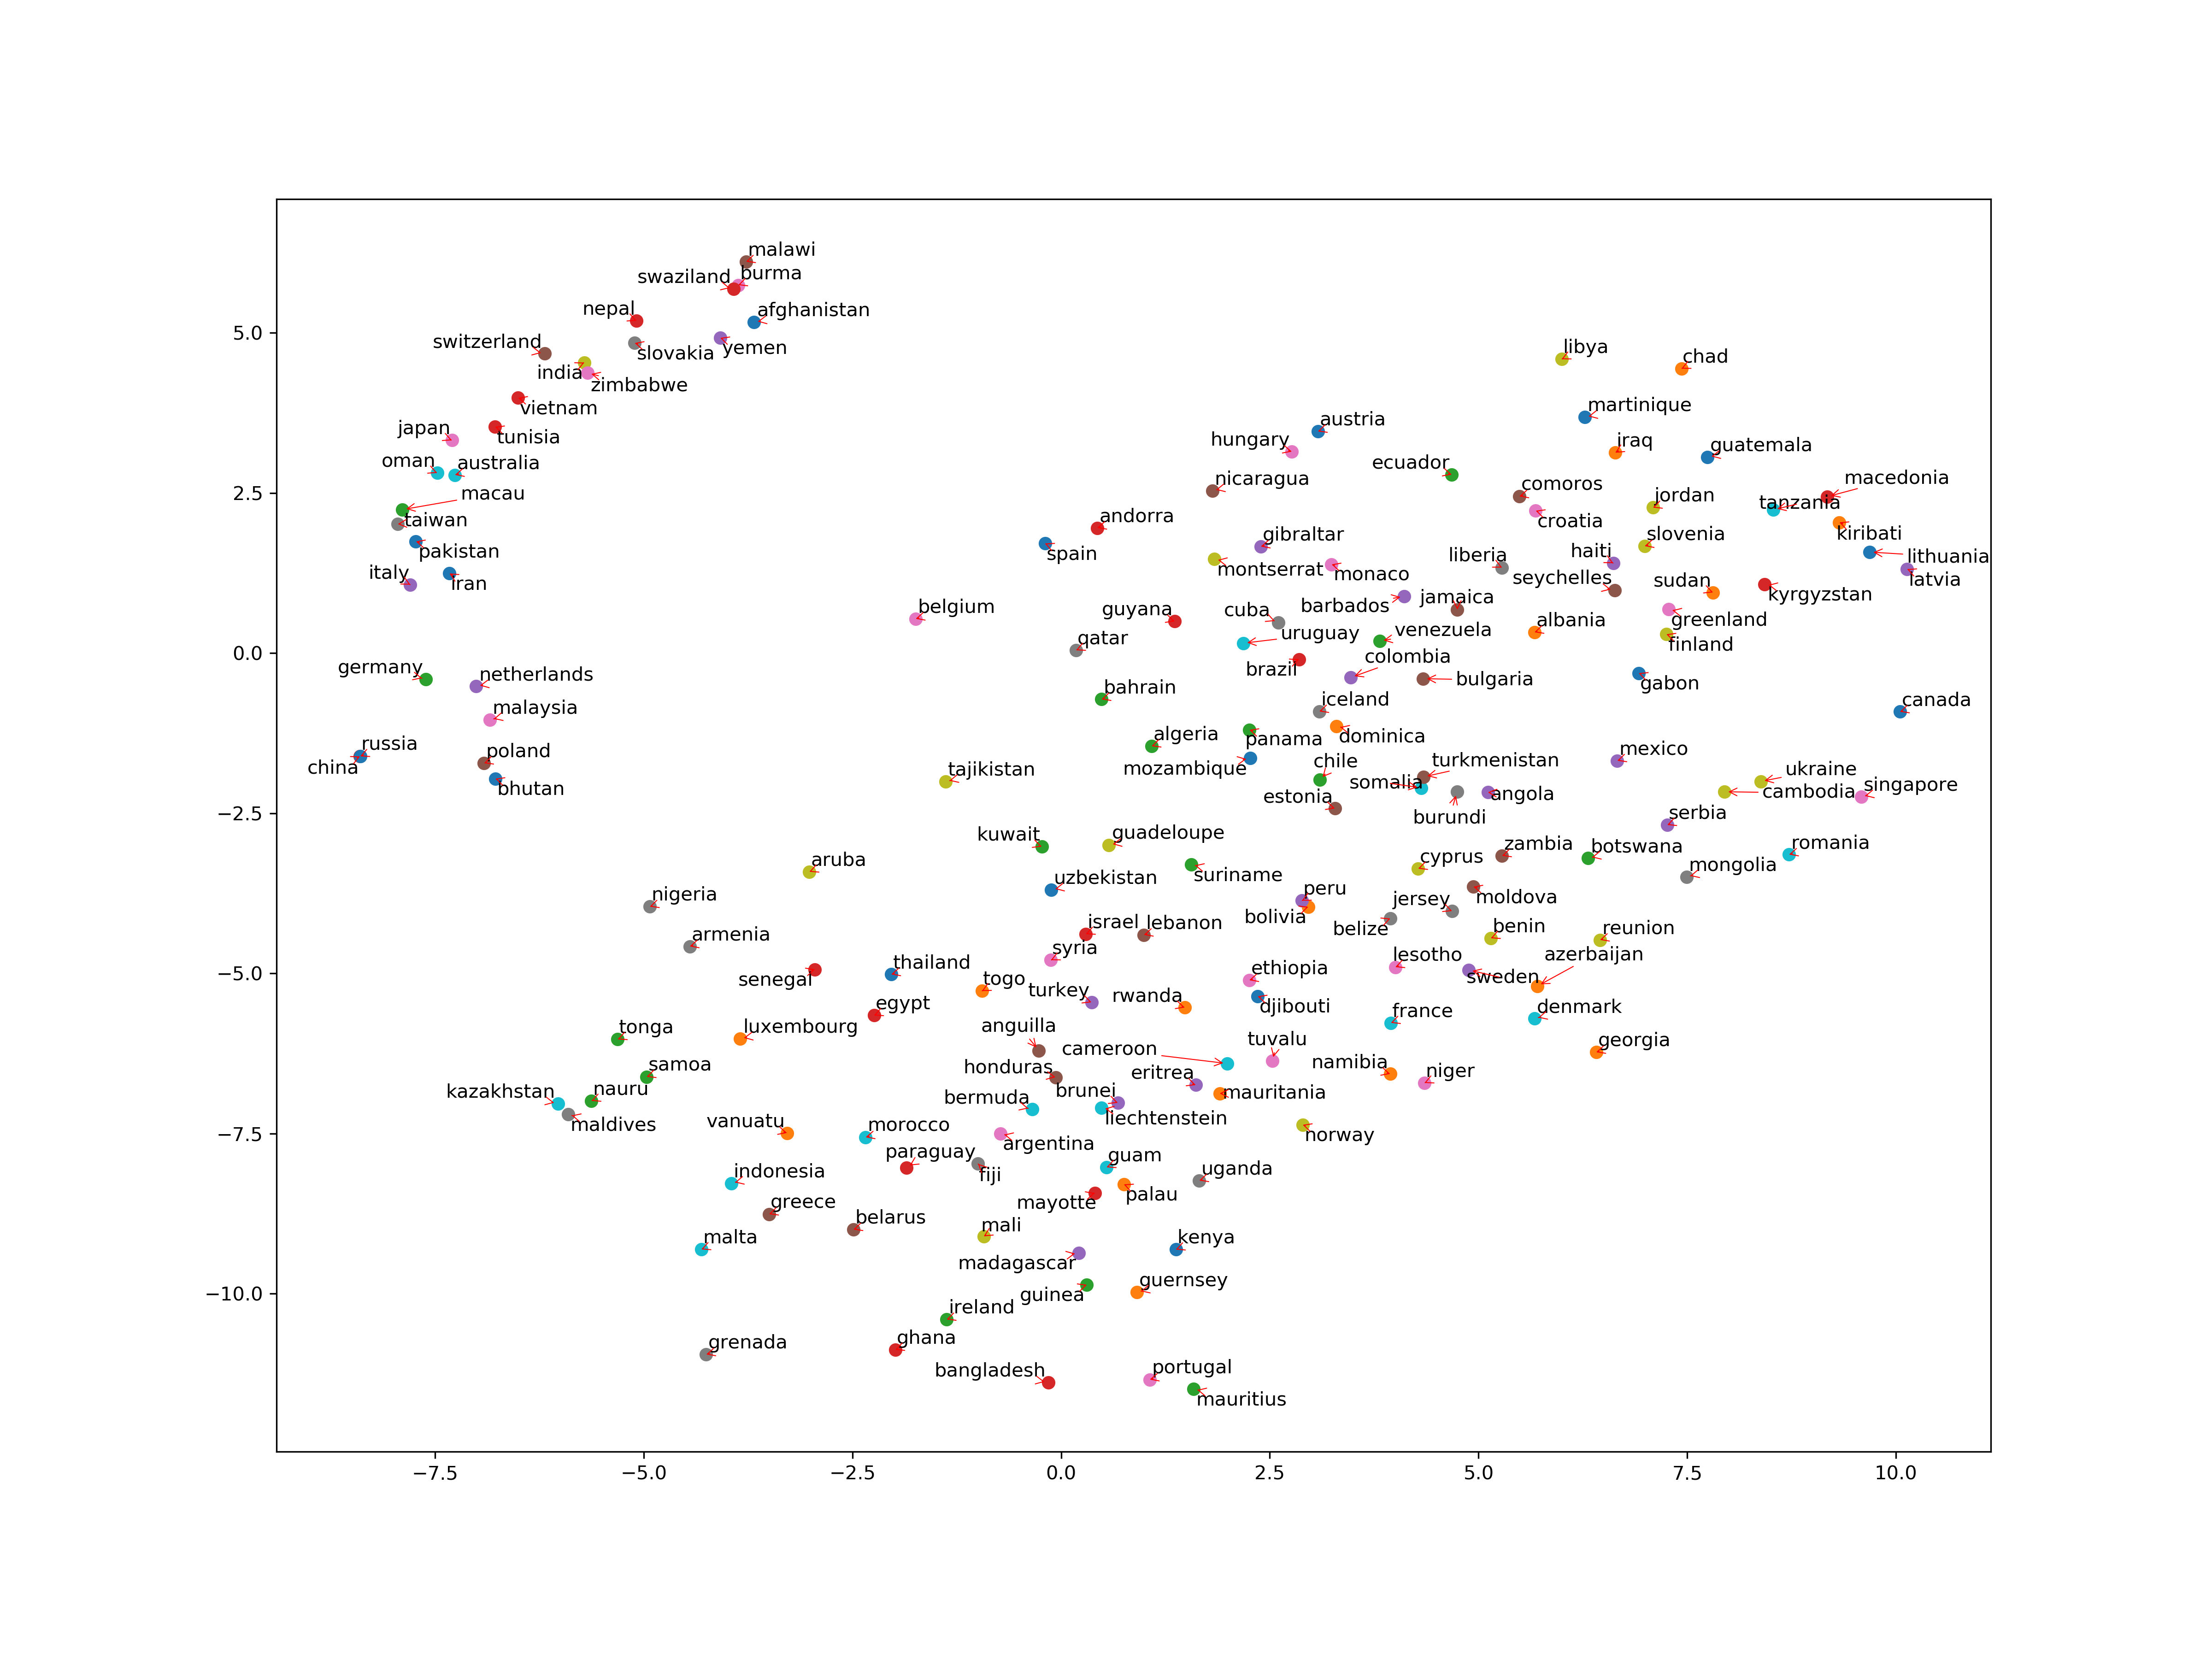 malawi
swaziland
burma
nepal
afghanistan
switzerland
slovakia
yemen
india
zimbabwe
vietnam
japan
tunisia
oman
australia
macau
taiwan
pakistan
italy
iran
libya
chad
martinique
austria
hungary
iraq
guatemala
ecuador
nicaragua
comoros
jordan
macedonia
tanzania
andorra
croatia
kiribati
spain
gibraltar
slovenia
montserrat
monaco
liberia
haiti
lithuania
latvia
seychelles
sudan
kyrgyzstan
belgium
guyana
cuba
barbados
jamaica
albania
greenland
finland
qatar
uruguay
venezuela
brazil
colombia
bulgaria
gabon
germany
netherlands
malaysia
bahrain
iceland
canada
russia
china
poland
bhutan
algeria
panama
dominica
mozambique
chile
turkmenistan
mexico
tajikistan
somalia
estonia
burundi
angola
ukraine
cambodia
singapore
serbia
kuwait
guadeloupe
zambia
botswana
romania
aruba
suriname
cyprus
mongolia
uzbekistan
nigeria
peru
bolivia
jersey
moldova
belize
israel
lebanon
benin
reunion
armenia
syria
azerbaijan
senegal
thailand
togo
ethiopia
lesotho
sweden
turkey
rwanda
djibouti
egypt
france
denmark
tonga
luxembourg
anguilla
cameroon
tuvalu
georgia
samoa
honduras
eritrea
namibia
niger
kazakhstan
nauru
bermuda
brunei
mauritania
maldives
liechtenstein
vanuatu
morocco
argentina
norway
paraguay
fiji
guam
indonesia
uganda
palau
mayotte
greece
belarus
mali
malta
kenya
madagascar
guinea
guernsey
ireland
grenada
ghana
bangladesh
portugal
mauritius
5.0
2.5
0.0
−2.5
−5.0
−7.5
−10.0
−7.5
−5.0
−2.5
0.0
2.5
5.0
7.5
10.0